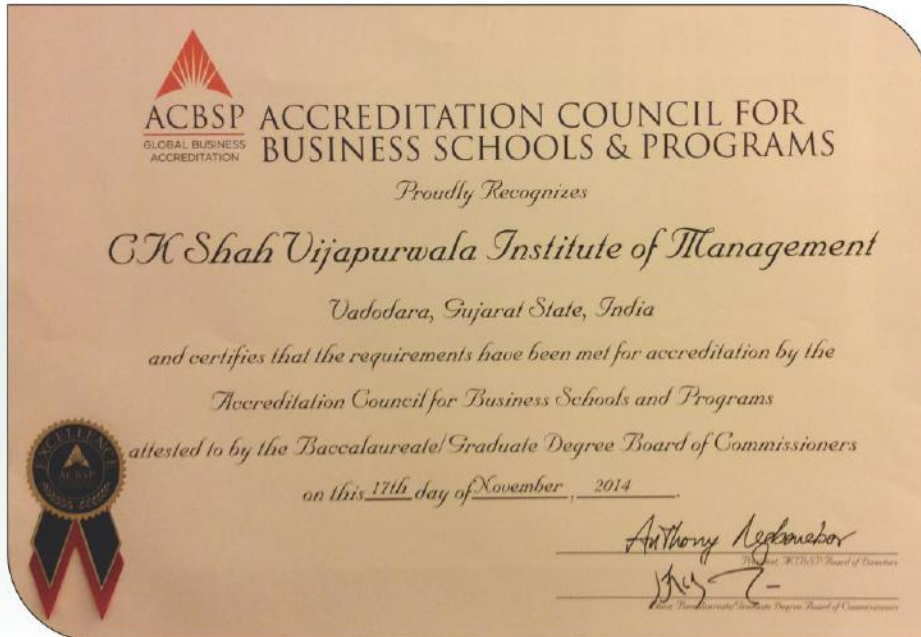 ACBSP
GLOBAL BUSINESS
ACCREDITATION
ACCREDITATION COUNCIL FOR
BUSINESS SCHOOLS & PROGRAMS
Proudly Recognizes
CK Shah Vijapurwala Institute of Management
Vadodara, Gujarat State, India
and certifies that the requirements have been met for accreditation by the
Accreditation Council for Business Schools and Programs
attested to by the Baccalaureate/Graduate Degree Board of Commissioners
on this 17th day of November, 2014.
EXCELLENCE
ACBSP
Anthony
President, ACBSP Board of Directors
Chair, Baccalaureate/Graduate Degree Board of Commissioners